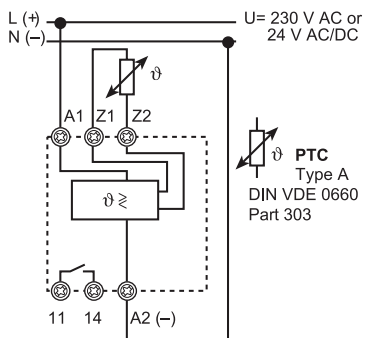 L (+)
U= 230 V AC or
N (–)
24 V AC/DC
ϑ
A1 Z1 Z2
ϑ PTC
Type A
DIN VDE 0660
Part 303
ϑ ≷
11 14 A2 (–)